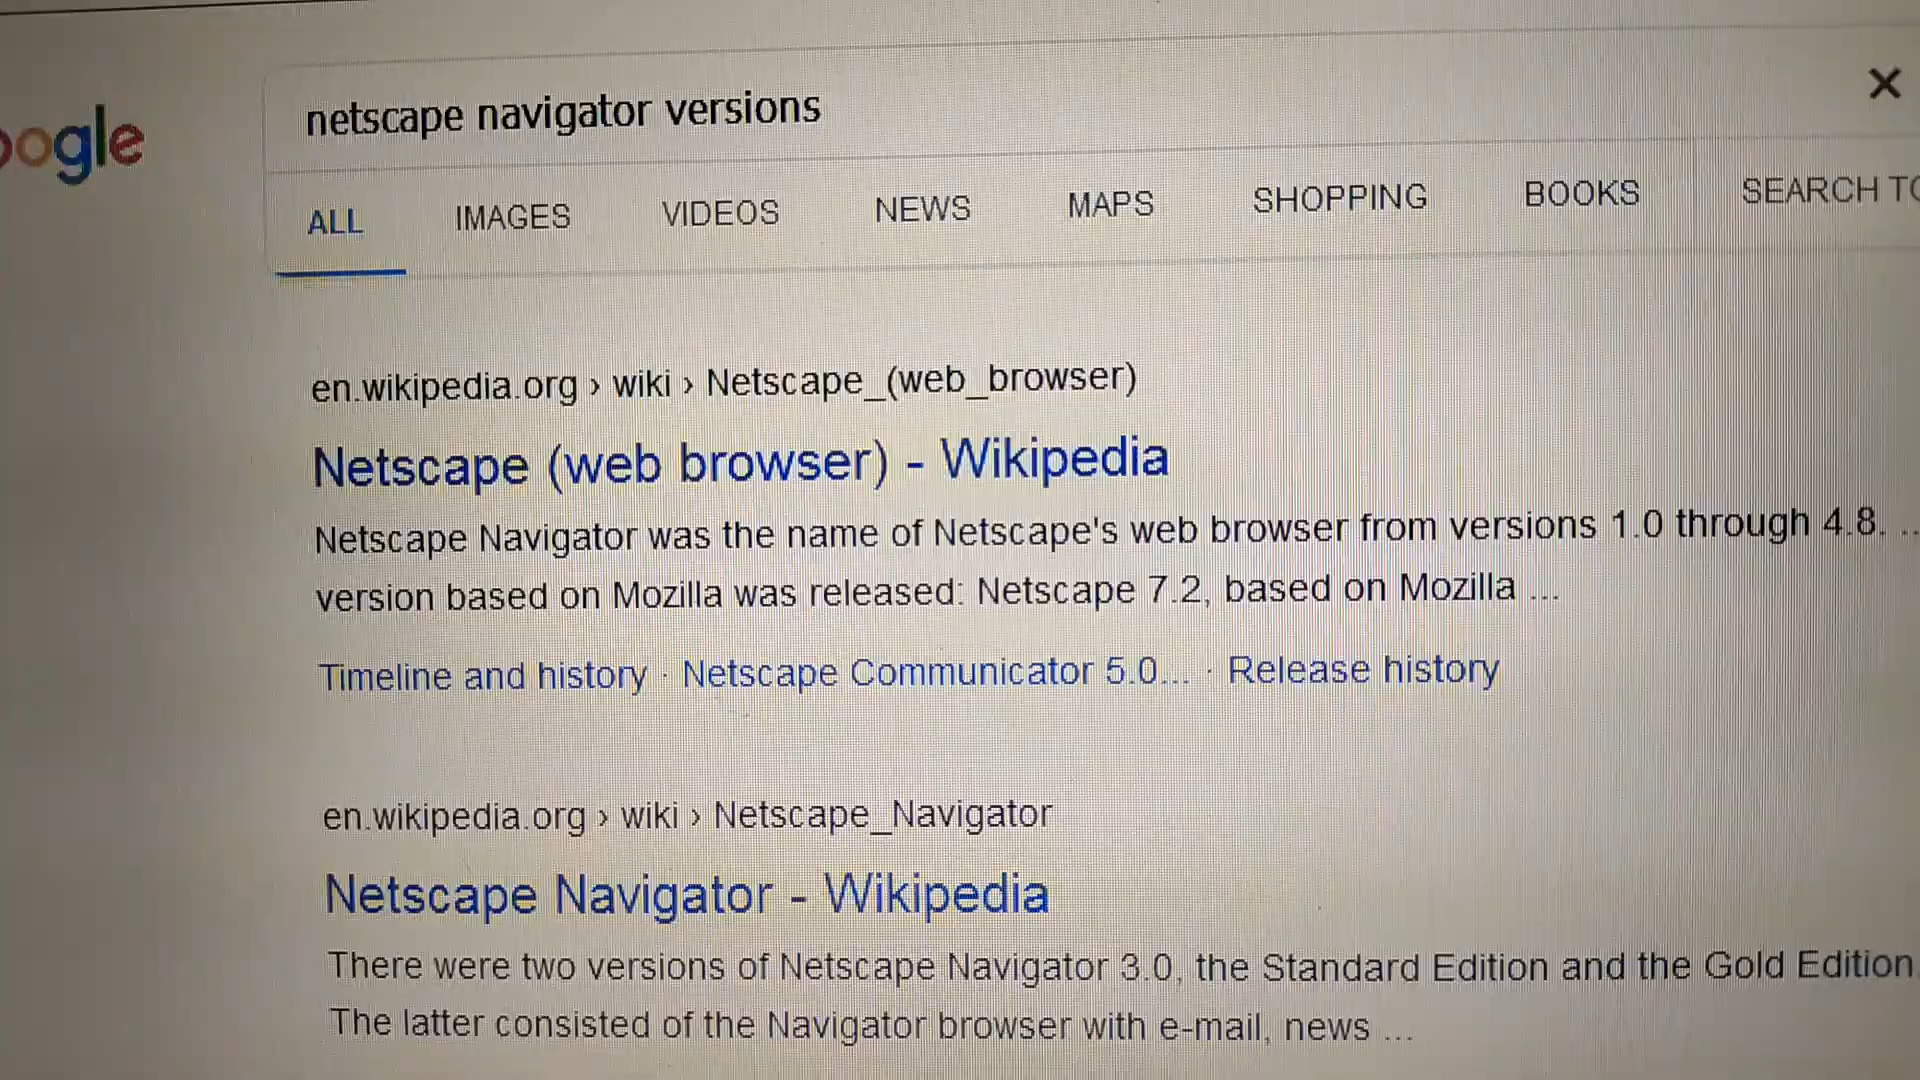 oogle
netscape navigator versions
ALL IMAGES VIDEOS NEWS MAPS SHOPPING BOOKS SEARCH TO
en.wikipedia.org › wiki › Netscape_(web_browser)
Netscape (web browser) - Wikipedia
Netscape Navigator was the name of Netscape's web browser from versions 1.0 through 4.8. ...
version based on Mozilla was released: Netscape 7.2, based on Mozilla ...
Timeline and history · Netscape Communicator 5.0... · Release history
en.wikipedia.org › wiki › Netscape_Navigator
Netscape Navigator - Wikipedia
There were two versions of Netscape Navigator 3.0, the Standard Edition and the Gold Edition
The latter consisted of the Navigator browser with e-mail, news ...